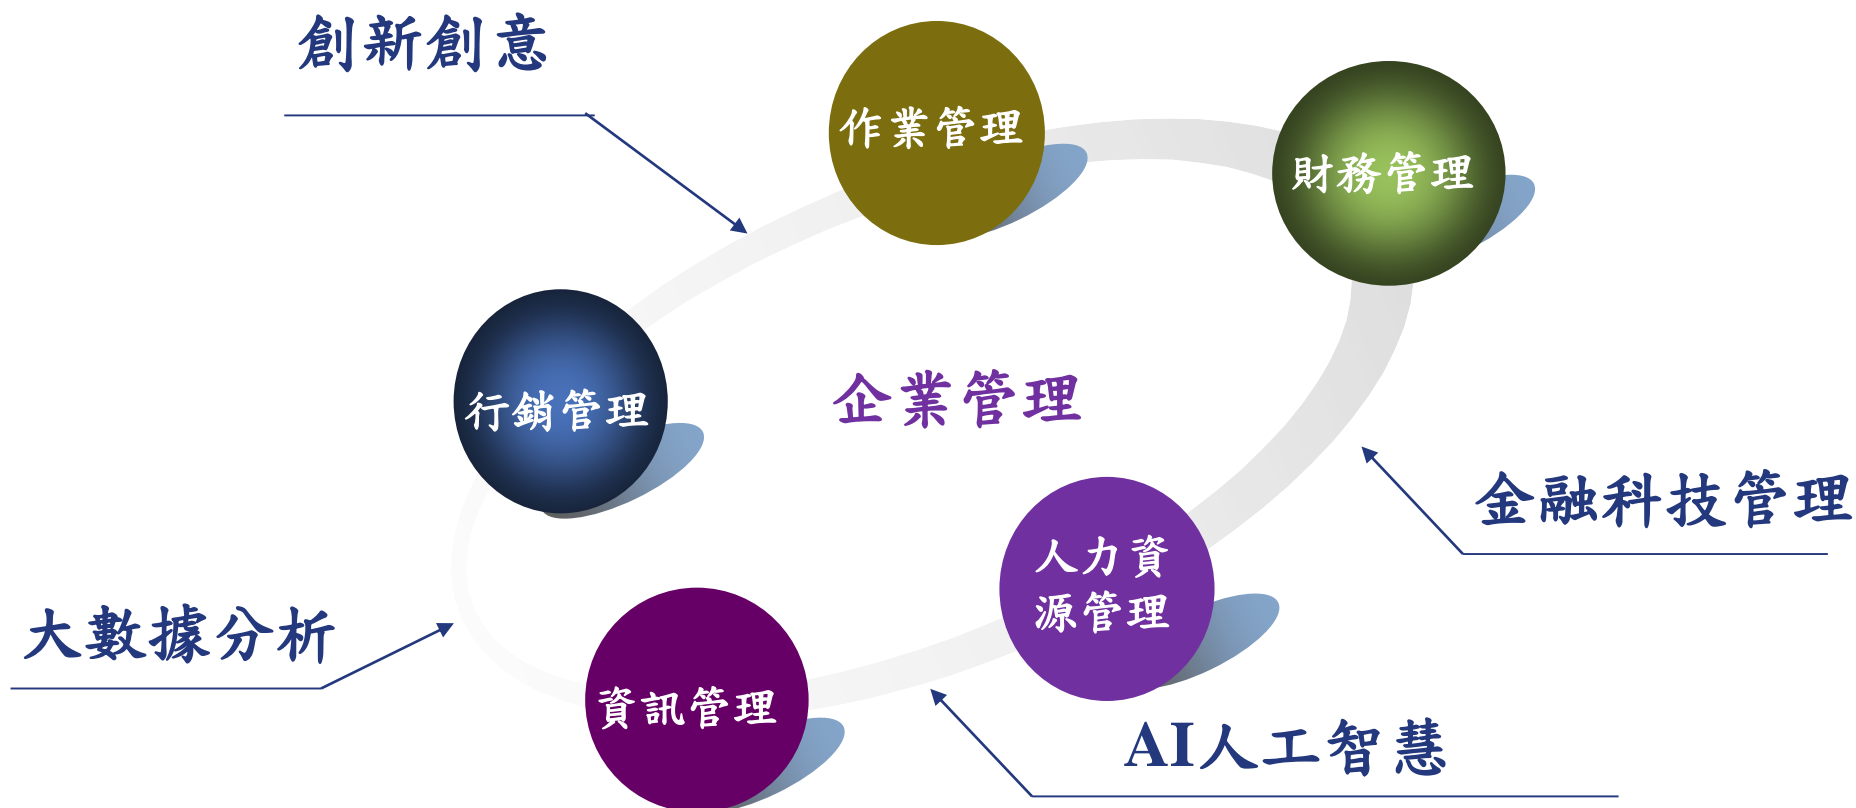 創新創意
作業管理
財務管理
行銷管理
企業管理
金融科技管理
人力資
源管理
大數據分析
資訊管理
AI人工智慧